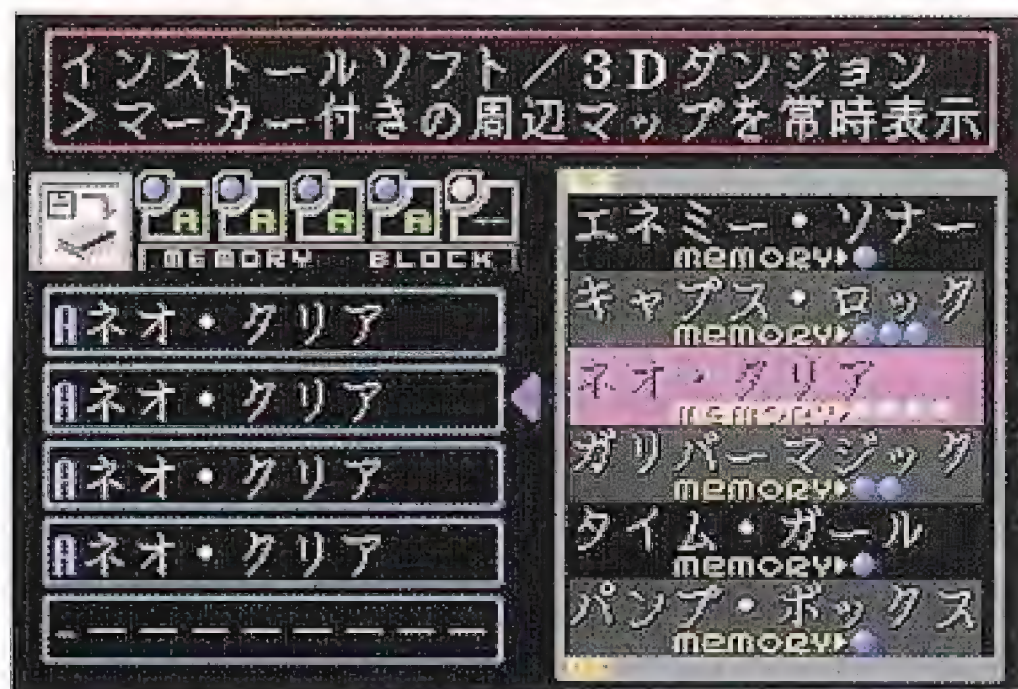 インストールソフト／3Dダンジョン
>マーカー付きの周辺マップを常時表示
A A A A --
MEMORY BLOCK
Aネオ・クリア
Aネオ・クリア
Aネオ・クリア
Aネオ・クリア
---------
エネミー・ソナー
MEMORY
キャプス・ロック
MEMORY
ネオ・クリア
MEMORY
ガリバーマジック
MEMORY
タイム・ガール
MEMORY
パンプ・ボックス
MEMORY